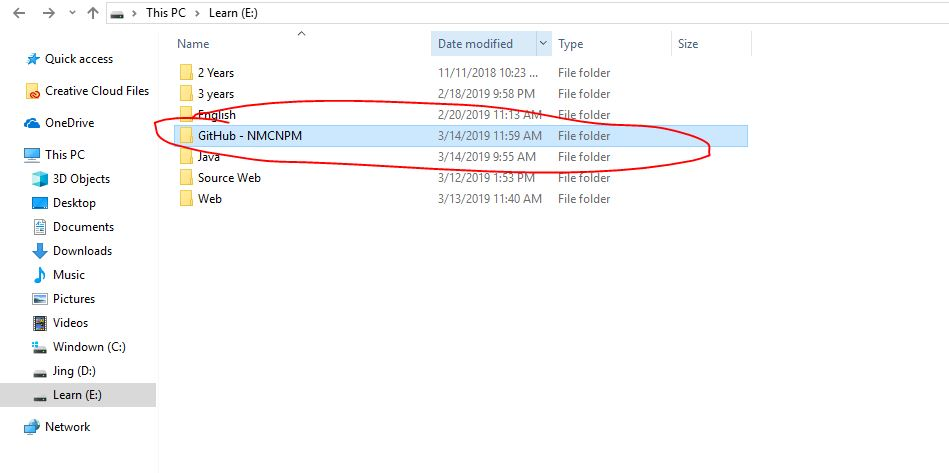 This PC > Learn (E:)
Name Date modified Type Size
Quick access
Creative Cloud Files
OneDrive
This PC
3D Objects
Desktop
Documents
Downloads
Music
Pictures
Videos
Windown (C:)
Jing (D:)
Learn (E:)
Network
2 Years 11/11/2018 10:23 ... File folder
3 years 2/18/2019 9:58 PM File folder
English 2/20/2019 11:13 AM File folder
GitHub - NMCNPM 3/14/2019 11:59 AM File folder
Java 3/14/2019 9:55 AM File folder
Source Web 3/12/2019 1:53 PM File folder
Web 3/13/2019 11:40 AM File folder